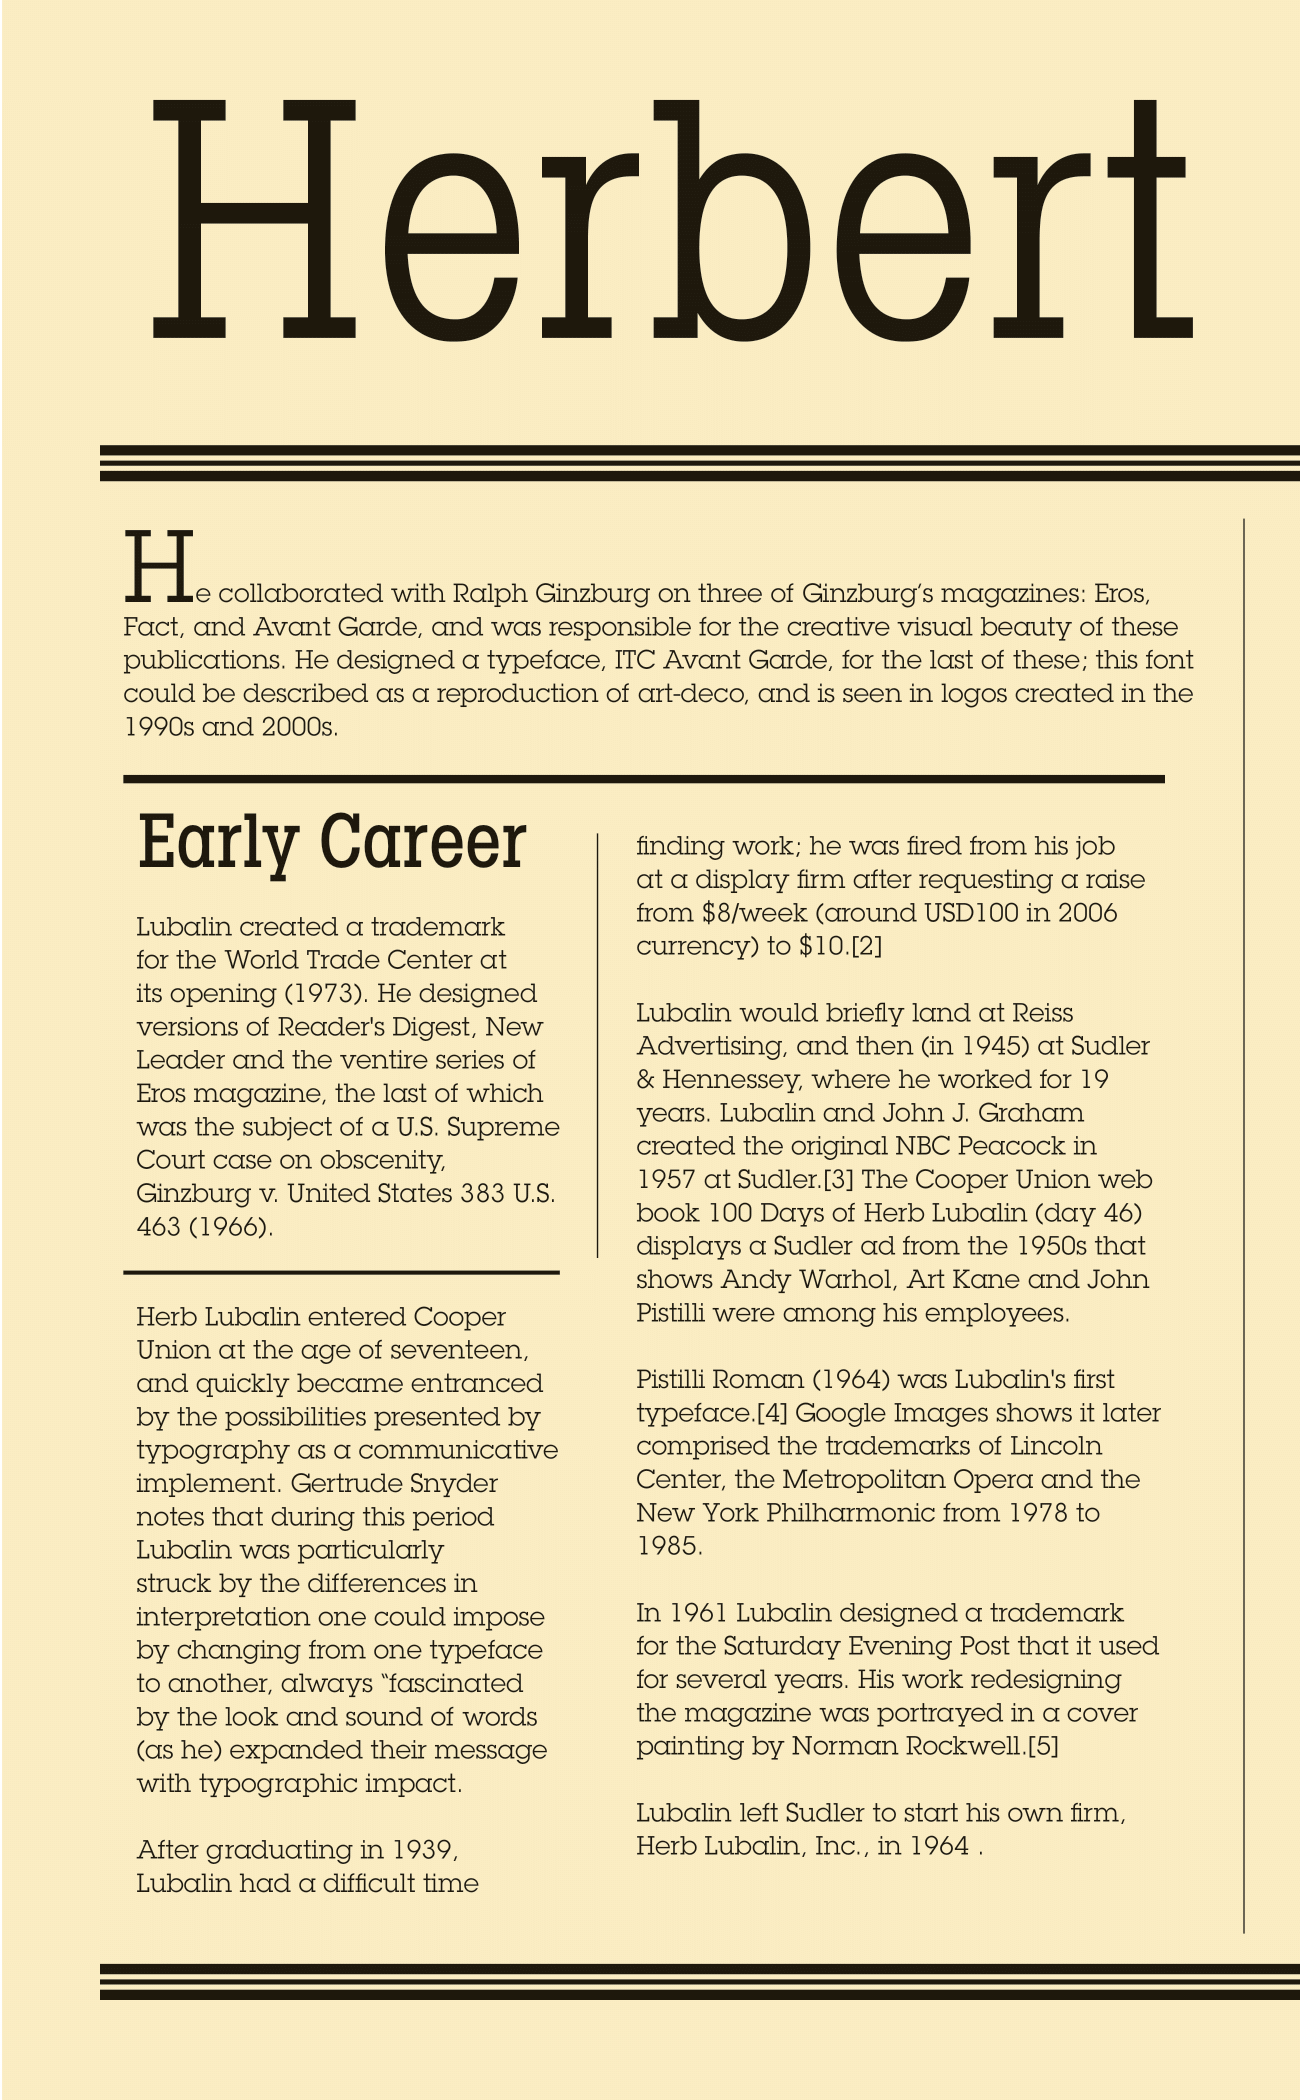 Herbert
He collaborated with Ralph Ginzburg on three of Ginzburg’s magazines: Eros,
Fact, and Avant Garde, and was responsible for the creative visual beauty of these
publications. He designed a typeface, ITC Avant Garde, for the last of these; this font
could be described as a reproduction of art-deco, and is seen in logos created in the
1990s and 2000s.
Early Career
Lubalin created a trademark
for the World Trade Center at
its opening (1973). He designed
versions of Reader's Digest, New
Leader and the ventire series of
Eros magazine, the last of which
was the subject of a U.S. Supreme
Court case on obscenity,
Ginzburg v. United States 383 U.S.
463 (1966).
Herb Lubalin entered Cooper
Union at the age of seventeen,
and quickly became entranced
by the possibilities presented by
typography as a communicative
implement. Gertrude Snyder
notes that during this period
Lubalin was particularly
struck by the differences in
interpretation one could impose
by changing from one typeface
to another, always “fascinated
by the look and sound of words
(as he) expanded their message
with typographic impact.
After graduating in 1939,
Lubalin had a difficult time
finding work; he was fired from his job
at a display firm after requesting a raise
from $8/week (around USD100 in 2006
currency) to $10.[2]
Lubalin would briefly land at Reiss
Advertising, and then (in 1945) at Sudler
& Hennessey, where he worked for 19
years. Lubalin and John J. Graham
created the original NBC Peacock in
1957 at Sudler.[3] The Cooper Union web
book 100 Days of Herb Lubalin (day 46)
displays a Sudler ad from the 1950s that
shows Andy Warhol, Art Kane and John
Pistilli were among his employees.
Pistilli Roman (1964) was Lubalin's first
typeface.[4] Google Images shows it later
comprised the trademarks of Lincoln
Center, the Metropolitan Opera and the
New York Philharmonic from 1978 to
1985.
In 1961 Lubalin designed a trademark
for the Saturday Evening Post that it used
for several years. His work redesigning
the magazine was portrayed in a cover
painting by Norman Rockwell.[5]
Lubalin left Sudler to start his own firm,
Herb Lubalin, Inc., in 1964 .